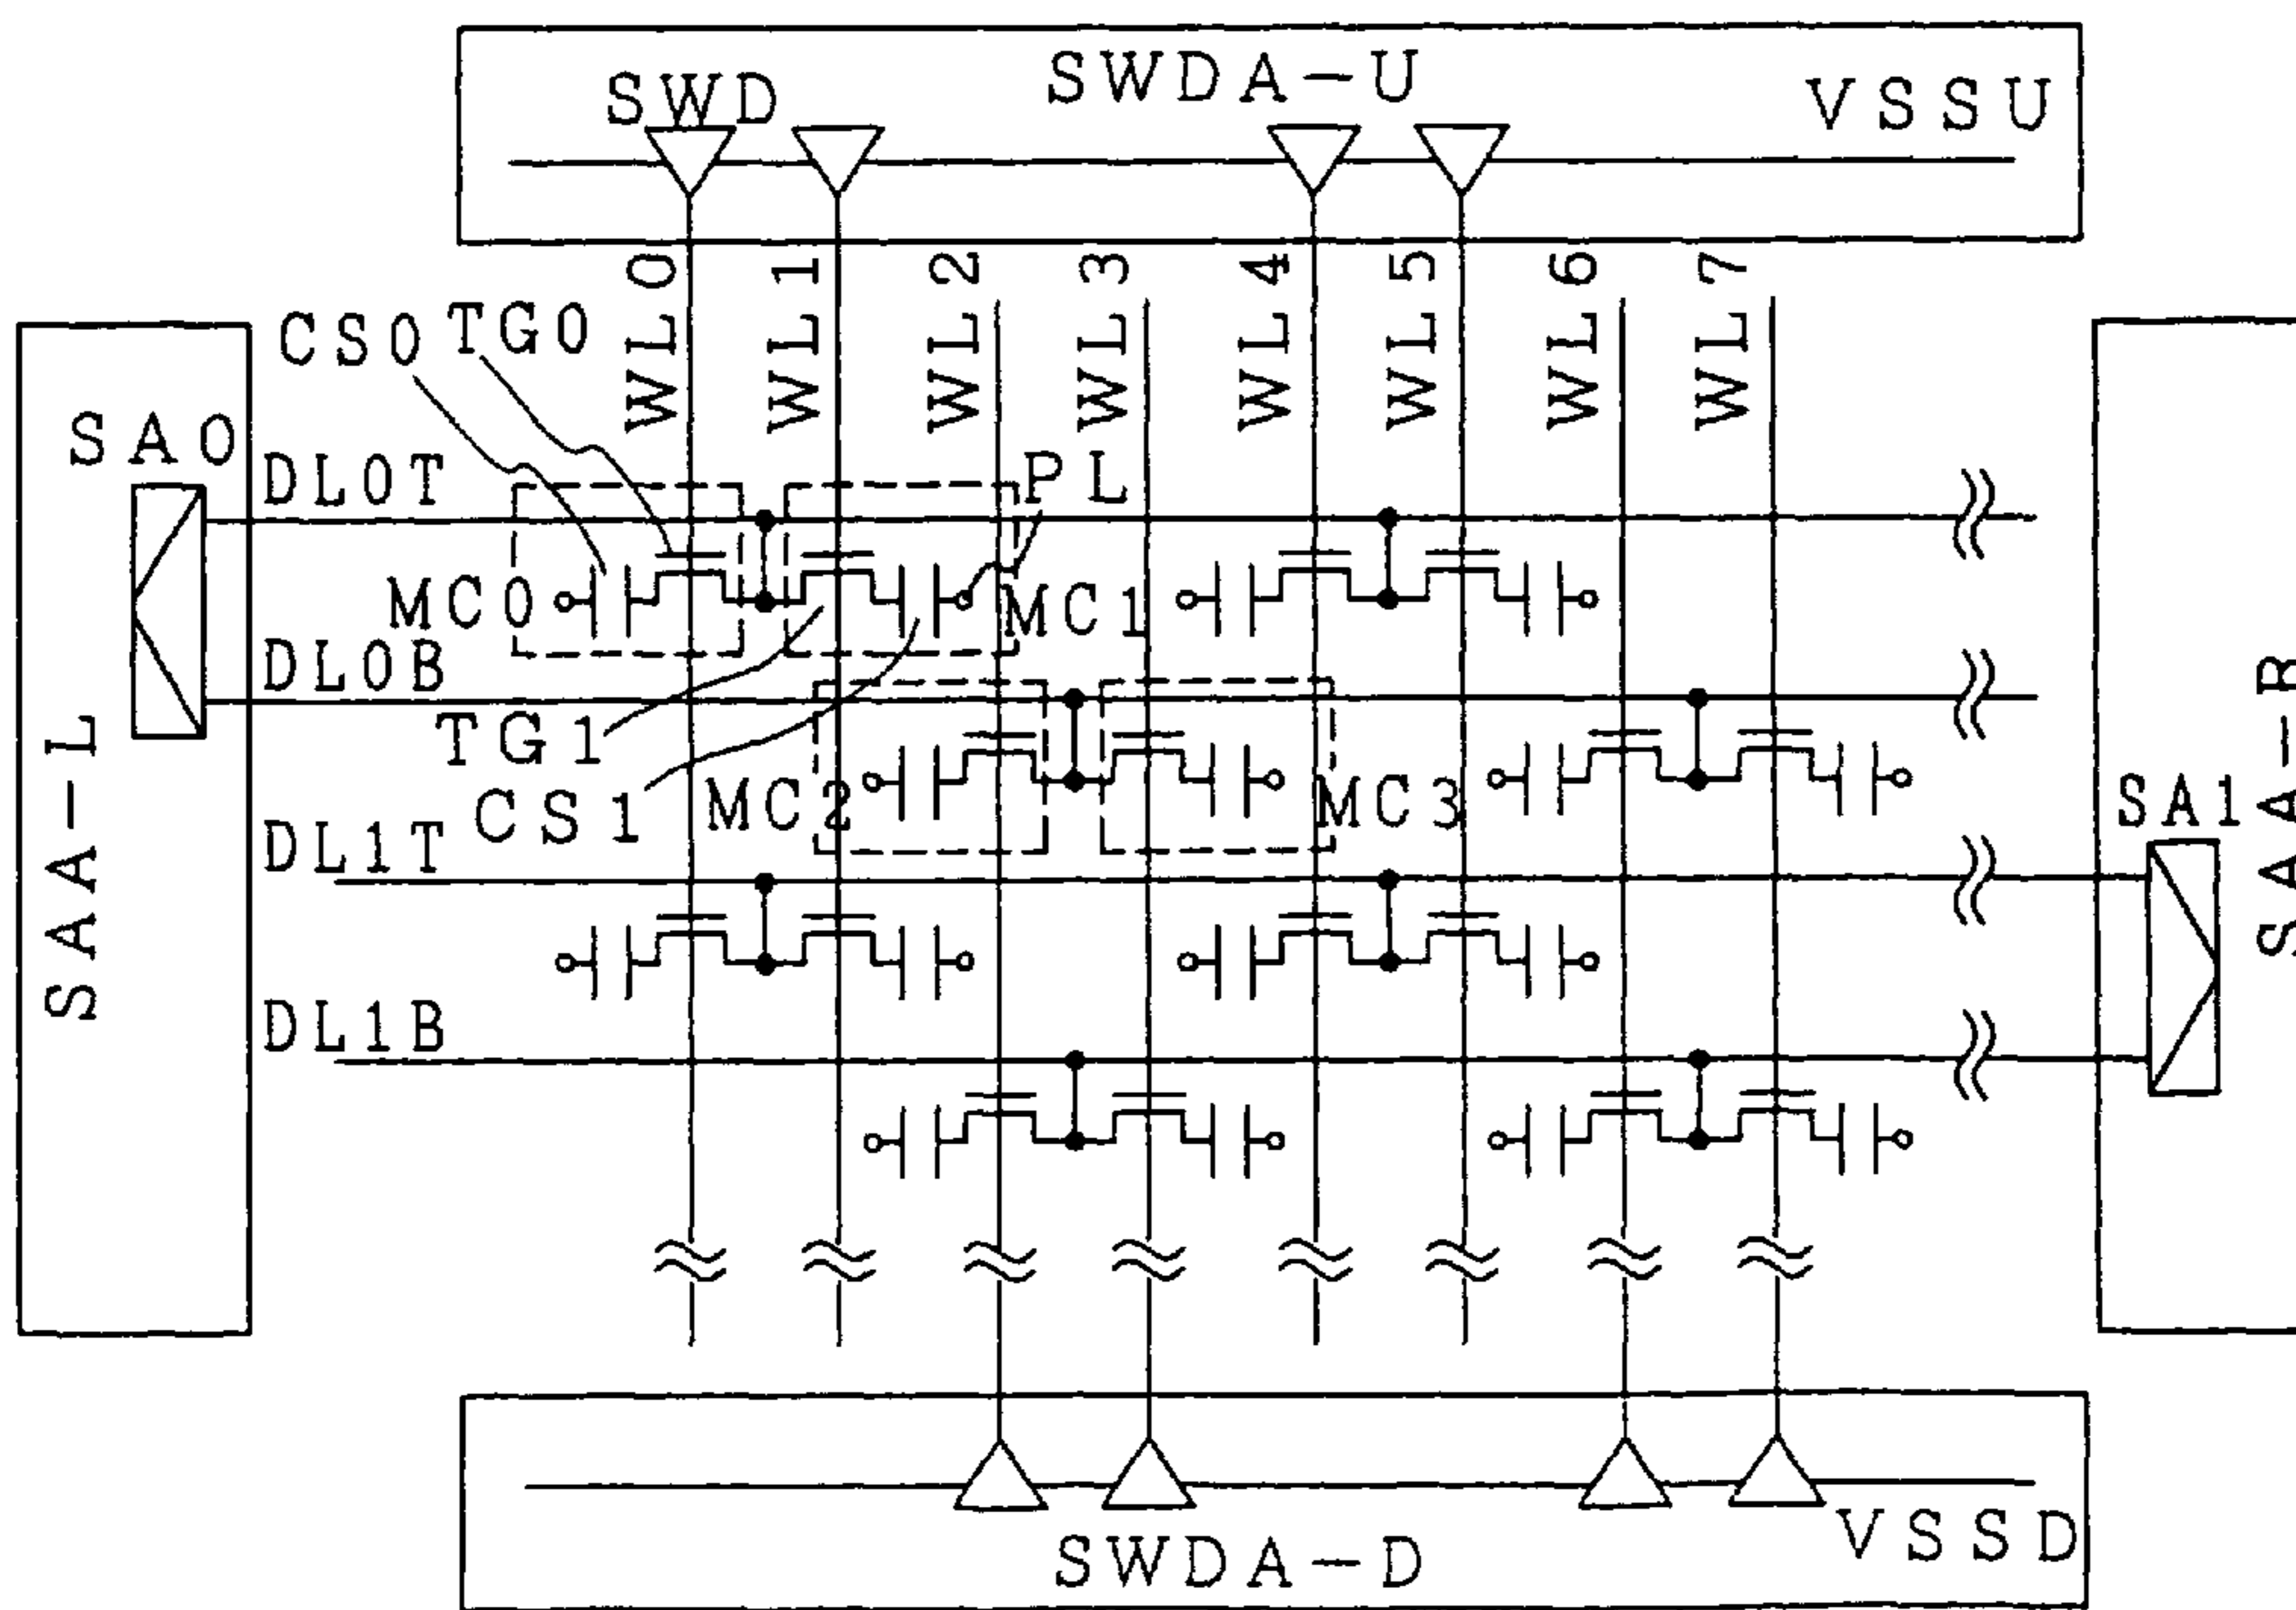 SWD
SWDA-U
VSSU
WL0
WL1
WL2
WL3
WL4
WL5
WL6
WL7
CS0
TG0
SA0
DL0T
PL
MC0
MC1
DL0B
TG1
CS1
MC2
MC3
SA1
SAA-L
DL1T
DL1B
SWDA-D
VSSD